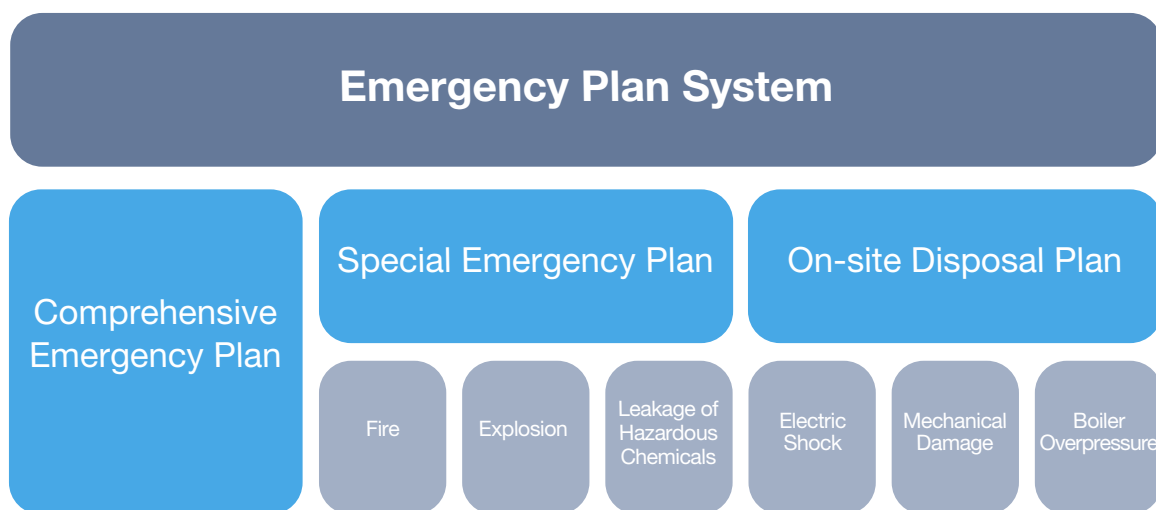 Emergency Plan System
Comprehensive
Emergency Plan
Special Emergency Plan
On-site Disposal Plan
Fire
Explosion
Leakage of
Hazardous
Chemicals
Electric
Shock
Mechanical
Damage
Boiler
Overpressure